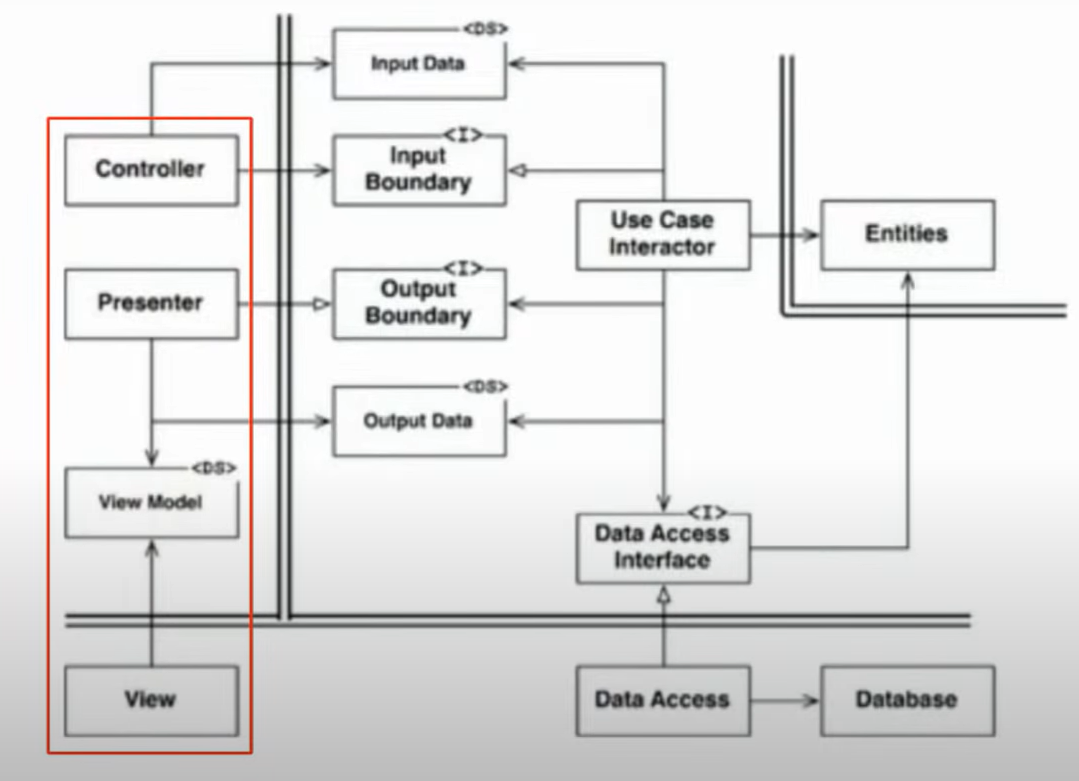 <DS>
Input Data
<I>
Controller
Input
Boundary
Use Case
Interactor
Entities
<I>
Presenter
Output
Boundary
<DS>
Output Data
<DS>
View Model
<I>
Data Access
Interface
View
Data Access
Database